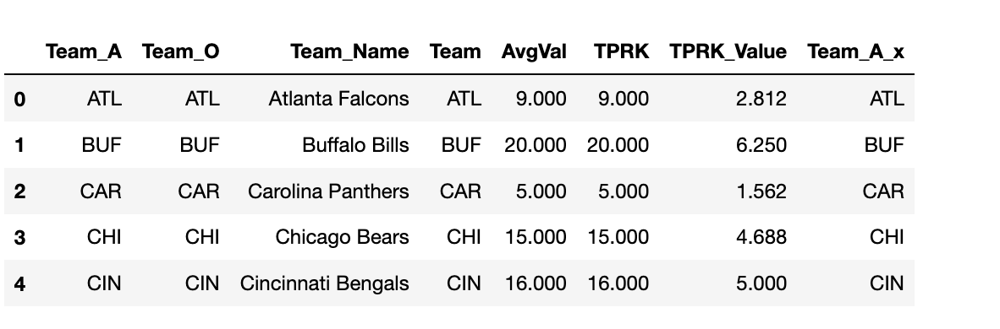 Team_A Team_O Team_Name Team AvgVal TPRK TPRK_Value Team_A_x
0 ATL ATL Atlanta Falcons ATL 9.000 9.000 2.812 ATL
1 BUF BUF Buffalo Bills BUF 20.000 20.000 6.250 BUF
2 CAR CAR Carolina Panthers CAR 5.000 5.000 1.562 CAR
3 CHI CHI Chicago Bears CHI 15.000 15.000 4.688 CHI
4 CIN CIN Cincinnati Bengals CIN 16.000 16.000 5.000 CIN